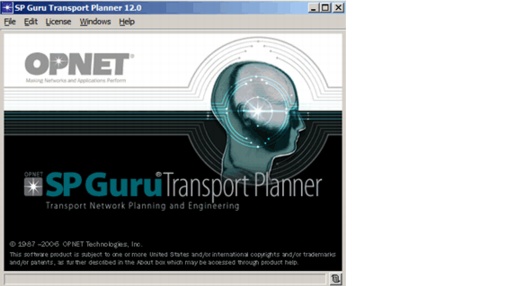 SP Guru Transport Planner 12.0
File Edit License Windows Help
OPNET®
Making Networks and Applications Perform
OPNET
SP Guru® Transport Planner
Transport Network Planning and Engineering
© 1987-2006 OPNET Technologies, Inc.
This software product is subject to one or more United States and/or international copyrights and/or trademarks
and/or patents, as further described in the About box which may be accessed through product help.